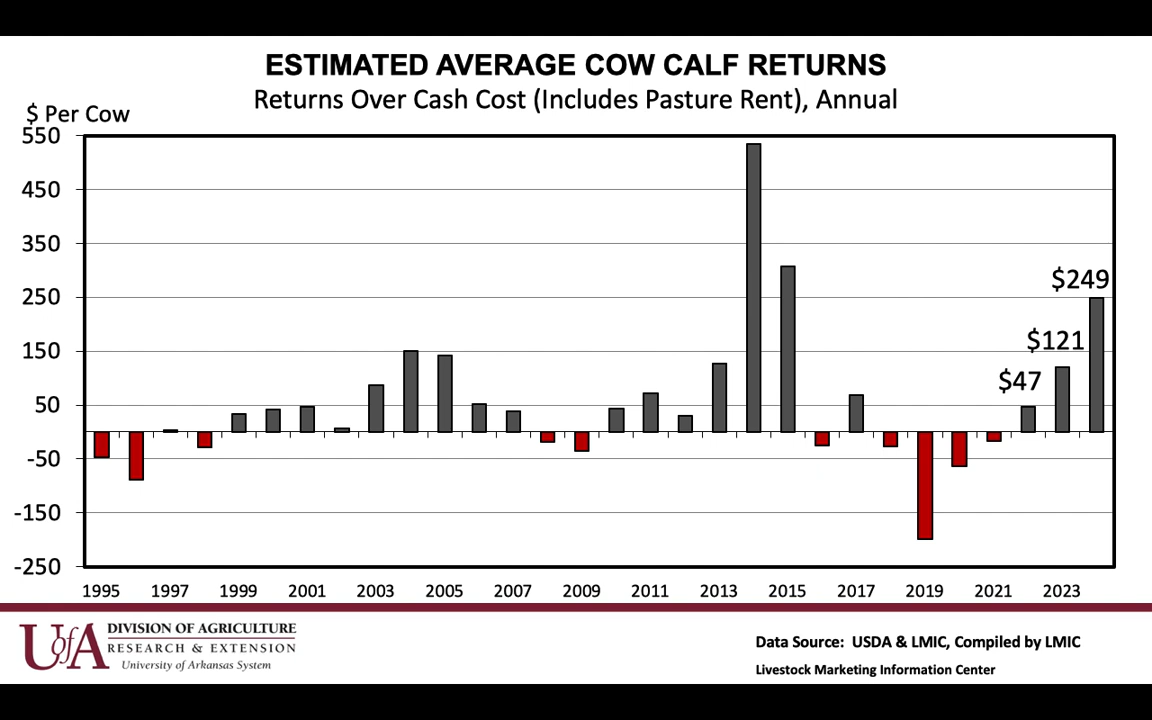 ESTIMATED AVERAGE COW CALF RETURNS
Returns Over Cash Cost (Includes Pasture Rent), Annual
$ Per Cow
550
450
350
250
150
50
-50
-150
-250
$47
$121
$249
1995 1997 1999 2001 2003 2005 2007 2009 2011 2013 2015 2017 2019 2021 2023
UofA
DIVISION OF AGRICULTURE
RESEARCH & EXTENSION
University of Arkansas System
Data Source: USDA & LMIC, Compiled by LMIC
Livestock Marketing Information Center